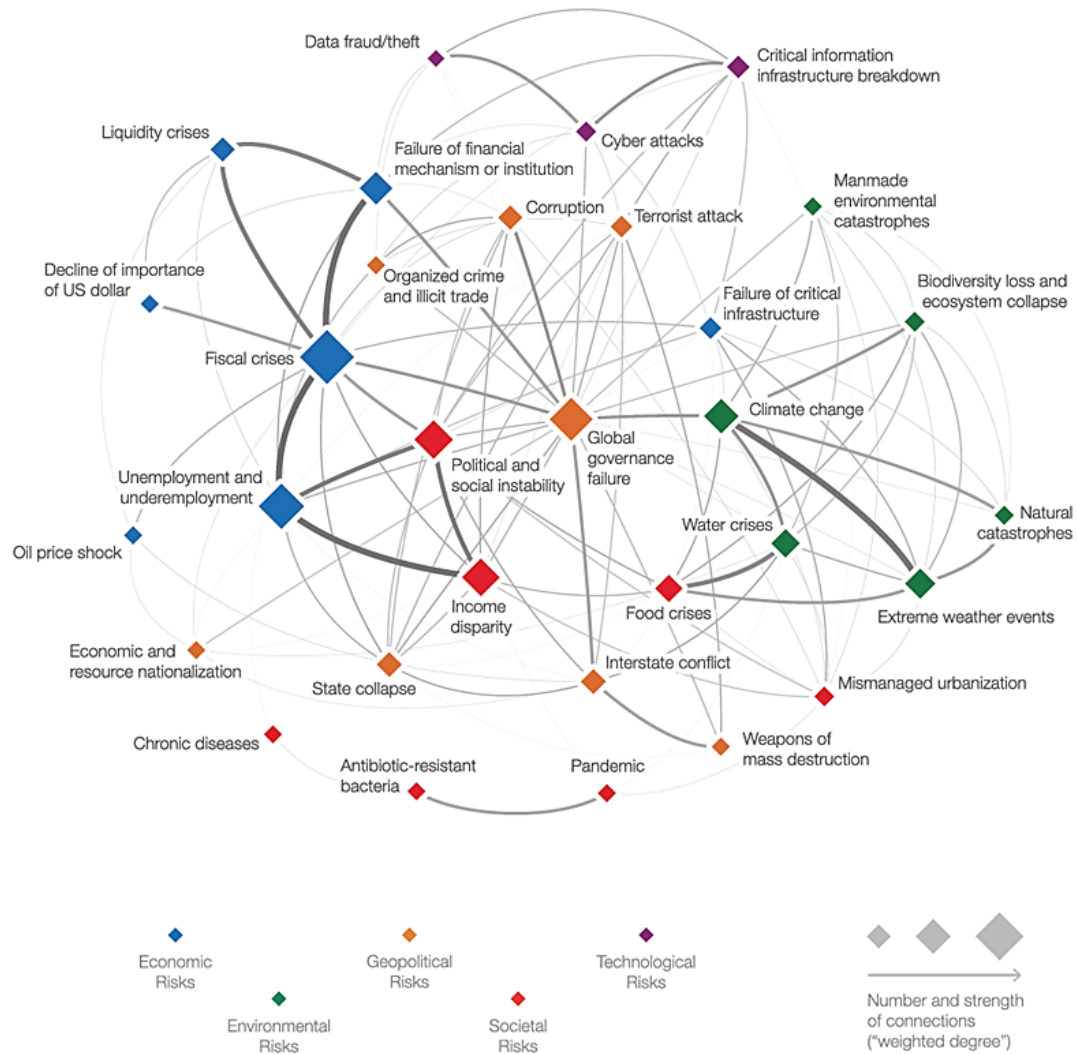 Data fraud/theft
Critical information
infrastructure breakdown
Liquidity crises
Failure of financial
mechanism or institution
Cyber attacks
Manmade
environmental
catastrophes
Corruption
Terrorist attack
Decline of importance
of US dollar
Organized crime
and illicit trade
Failure of critical
infrastructure
Biodiversity loss and
ecosystem collapse
Fiscal crises
Climate change
Global
governance
failure
Political and
social instability
Unemployment and
underemployment
Water crises
Natural
catastrophes
Oil price shock
Income
disparity
Food crises
Extreme weather events
Economic and
resource nationalization
State collapse
Interstate conflict
Mismanaged urbanization
Chronic diseases
Weapons of
mass destruction
Antibiotic-resistant
bacteria
Pandemic
Economic
Risks
Geopolitical
Risks
Technological
Risks
Environmental
Risks
Societal
Risks
Number and strength
of connections
(“weighted degree”)